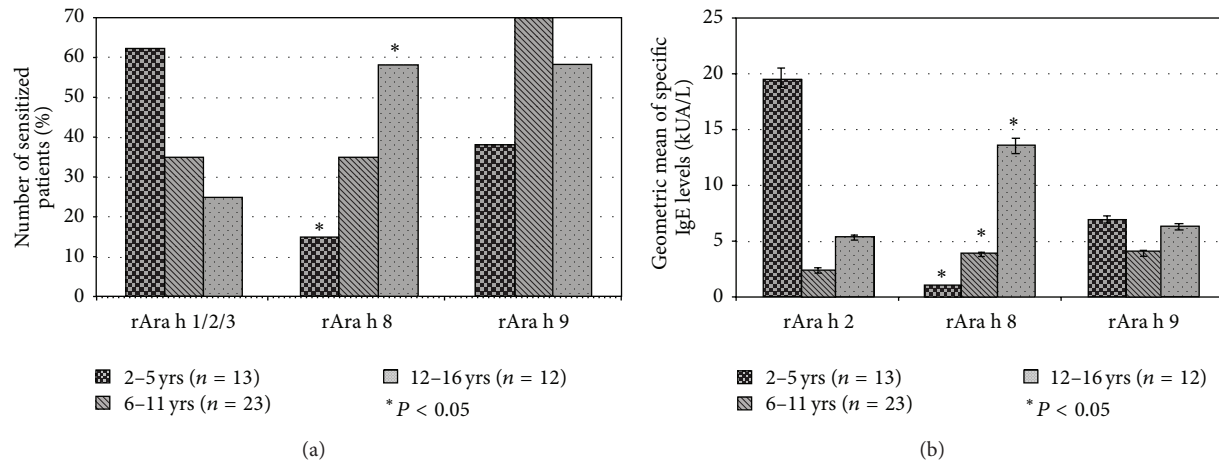 Number of sensitized
patients (%)
70
60
50
40
30
20
10
0
*
*
rAra h 1/2/3
rAra h 8
rAra h 9
2–5 yrs (n = 13)
6–11 yrs (n = 23)
12–16 yrs (n = 12)
* P < 0.05
(a)
Geometric mean of specific
IgE levels (kUA/L)
25
20
15
10
5
0
*
*
*
rAra h 2
rAra h 8
rAra h 9
2–5 yrs (n = 13)
6–11 yrs (n = 23)
12–16 yrs (n = 12)
* P < 0.05
(b)